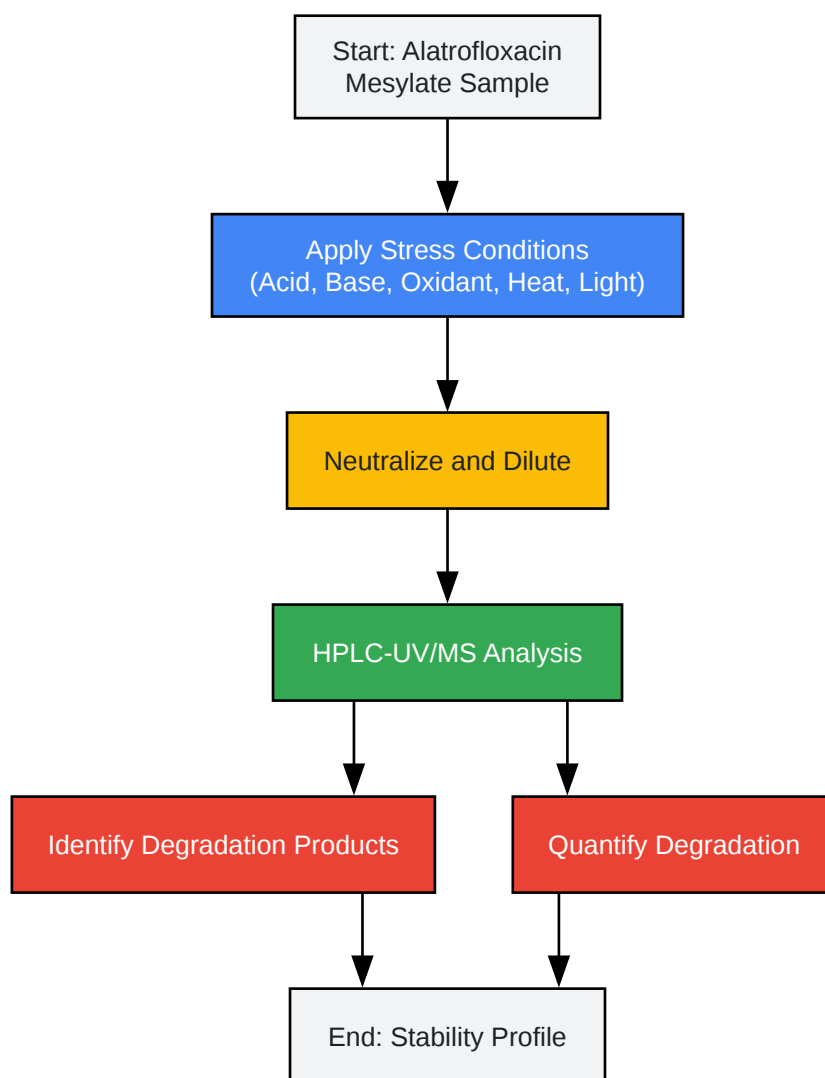 Start: Alatrofloxacin
Mesylate Sample
Apply Stress Conditions
(Acid, Base, Oxidant, Heat, Light)
Neutralize and Dilute
HPLC-UV/MS Analysis
Identify Degradation Products
Quantify Degradation
End: Stability Profile